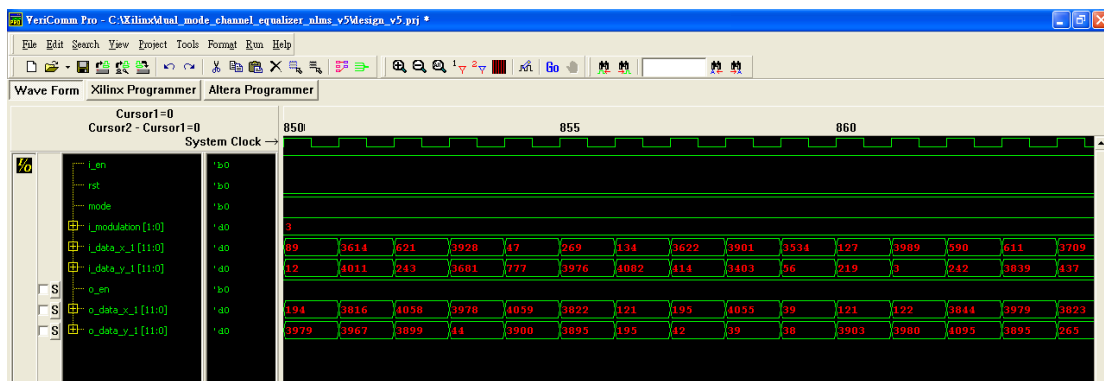 VeriComm Pro - C:\Xilinx\dual_mode_channel_equalizer_nlms_v5\design_v5.prj *
File Edit Search View Project Tools Format Run Help
Go
Wave Form Xilinx Programmer Altera Programmer
Cursor1=0
Cursor2 - Cursor1=0
System Clock →
850 855 860
I/O
i_en 'b0
rst 'b0
mode 'b0
i_modulation [1:0] 'd0 3
i_data_x_1 [11:0] 'd0 89 3614 621 3920 47 269 134 3622 3901 3534 127 3989 590 611 3709
i_data_y_1 [11:0] 'd0 12 4011 243 3681 777 3976 4082 414 3403 56 219 3 242 3839 437
S o_en 'b0
S o_data_x_1 [11:0] 'd0 194 3816 4058 3978 4059 3822 121 195 4055 39 121 122 3844 3979 3823
S o_data_y_1 [11:0] 'd0 3979 3967 3899 44 3900 3895 195 42 39 38 3903 3980 4095 3895 265